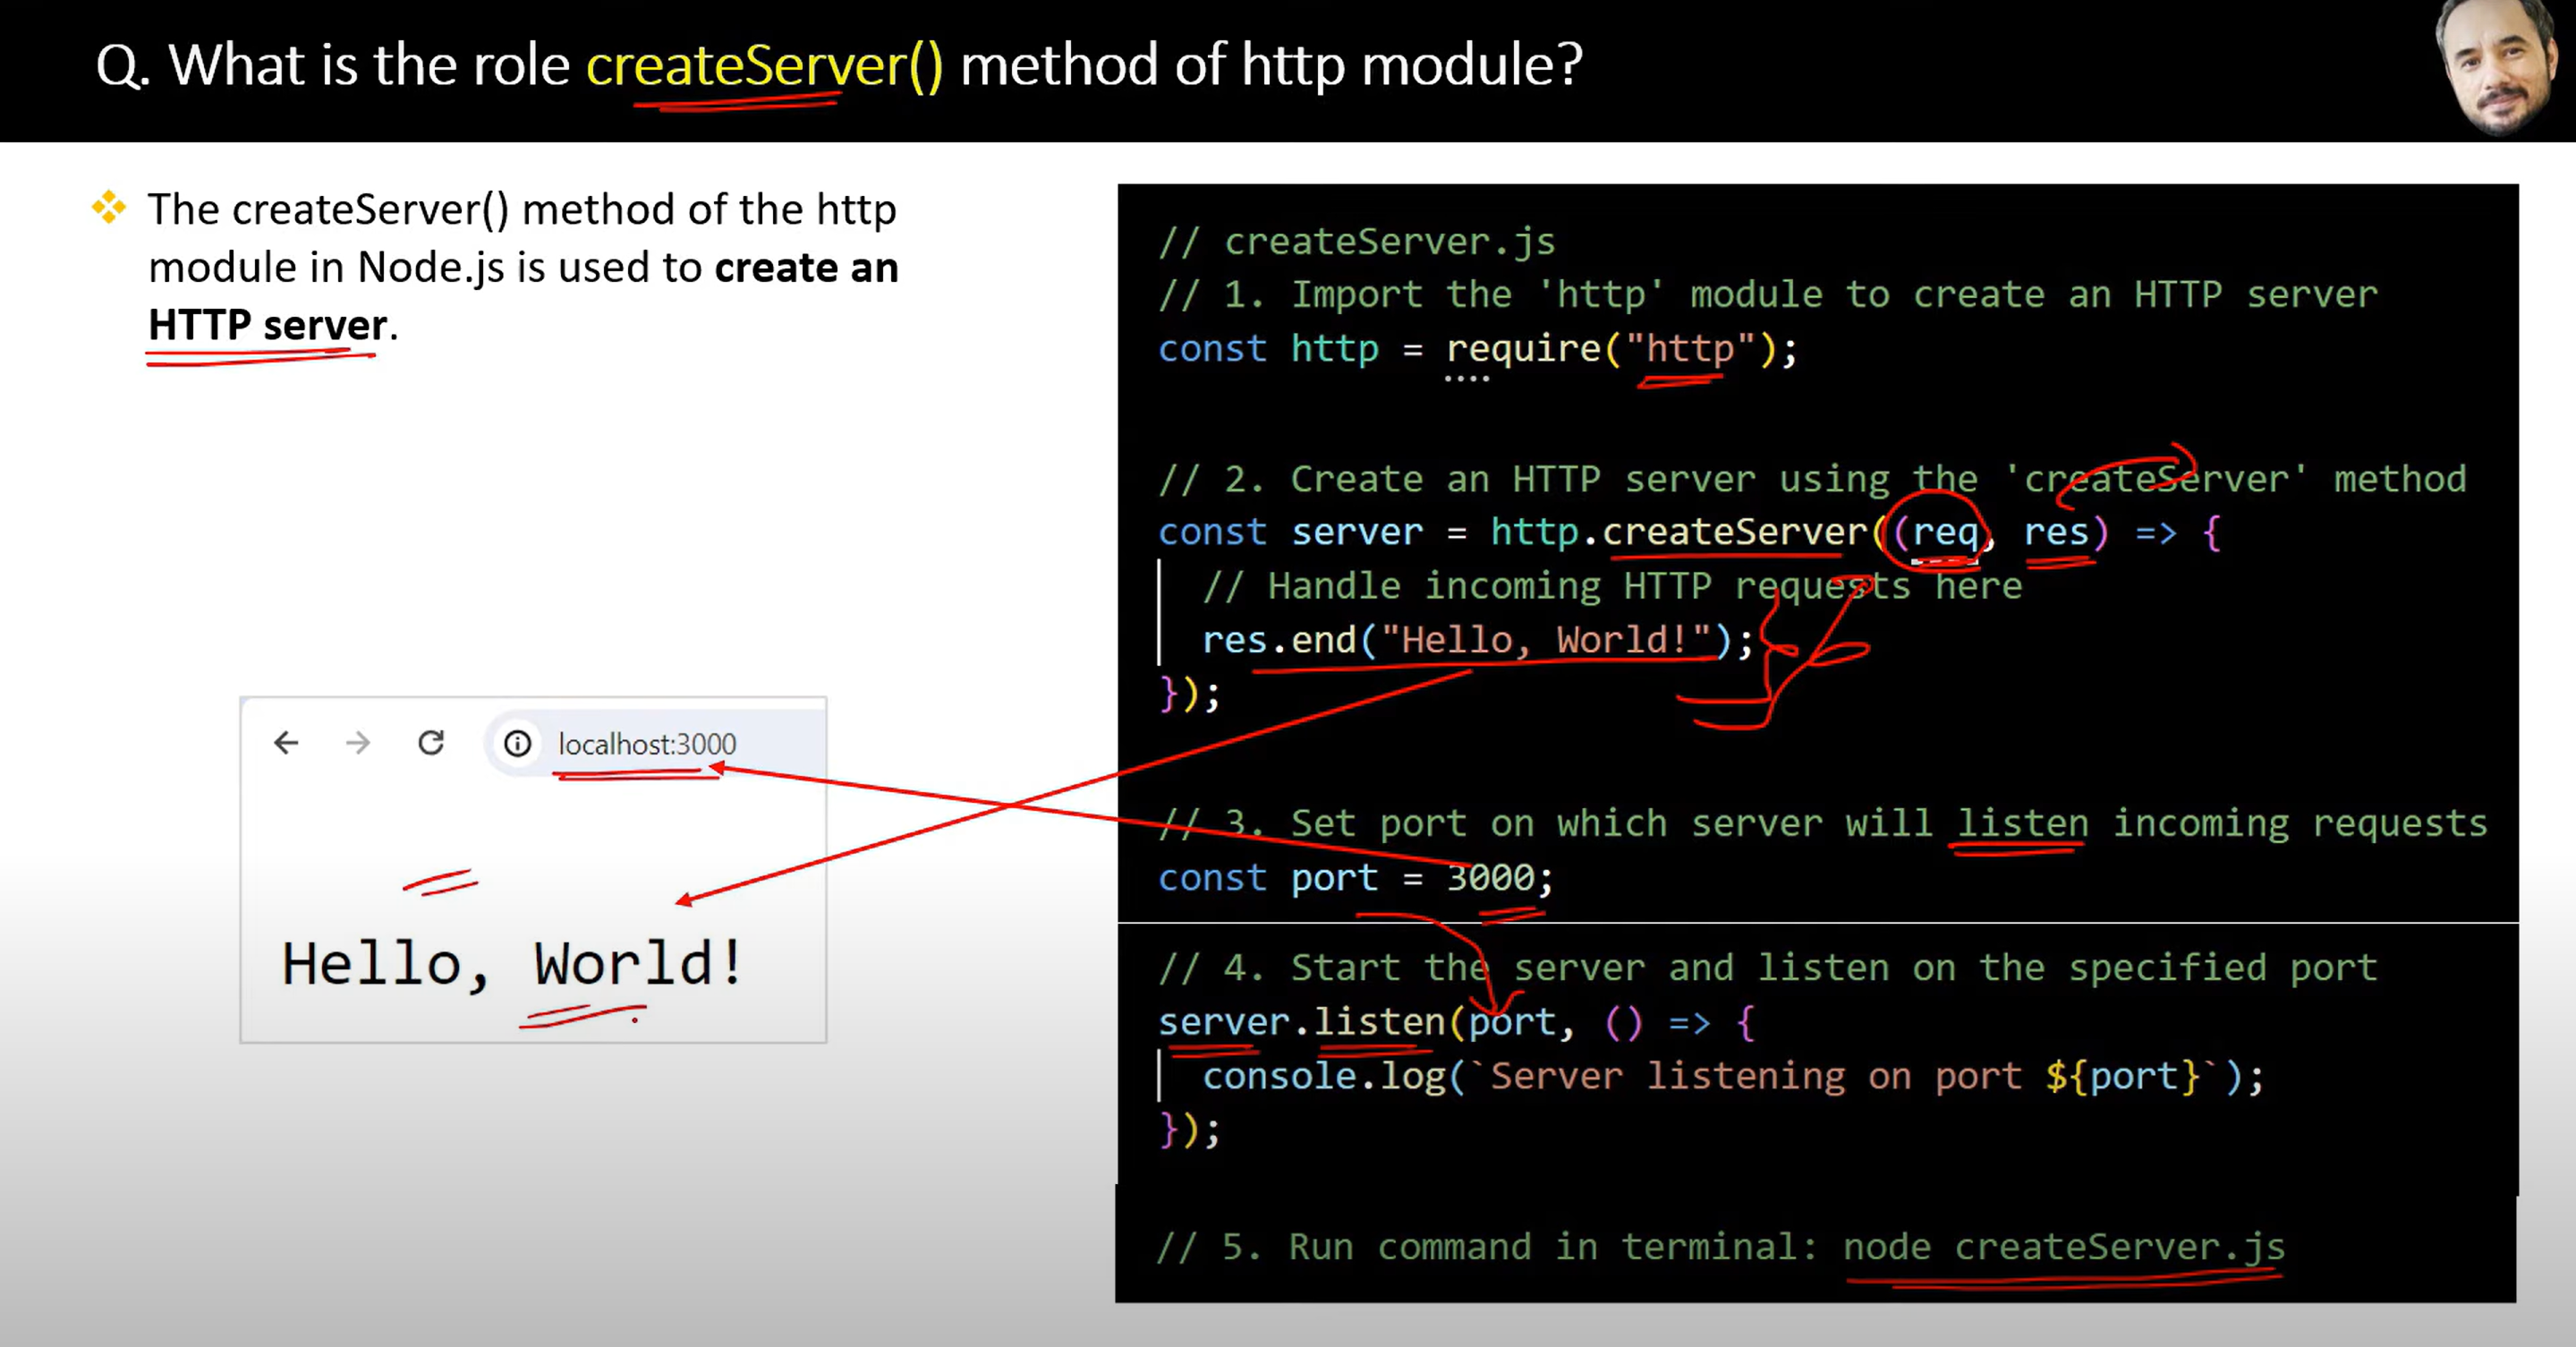 Q. What is the role createServer() method of http module?
The createServer() method of the http
module in Node.js is used to create an
HTTP server.
localhost:3000
Hello, World!
// createServer.js
// 1. Import the 'http' module to create an HTTP server
const http = require("http");
// 2. Create an HTTP server using the 'createServer' method
const server = http.createServer((req, res) => {
// Handle incoming HTTP requests here
res.end("Hello, World!");
});
// 3. Set port on which server will listen incoming requests
const port = 3000;
// 4. Start the server and listen on the specified port
server.listen(port, () => {
console.log(`Server listening on port ${port}`);
});
// 5. Run command in terminal: node createServer.js